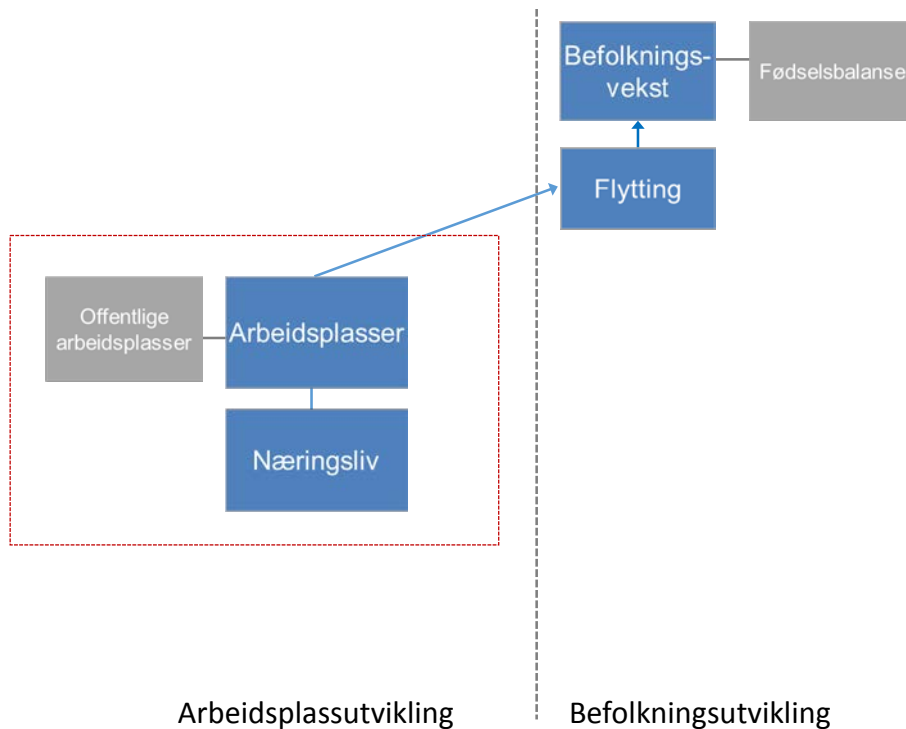 Befolknings-
vekst
Fødselsbalanse
Flytting
Offentlige
arbeidsplasser
Arbeidsplasser
Næringsliv
Arbeidsplassutvikling
Befolkningsutvikling